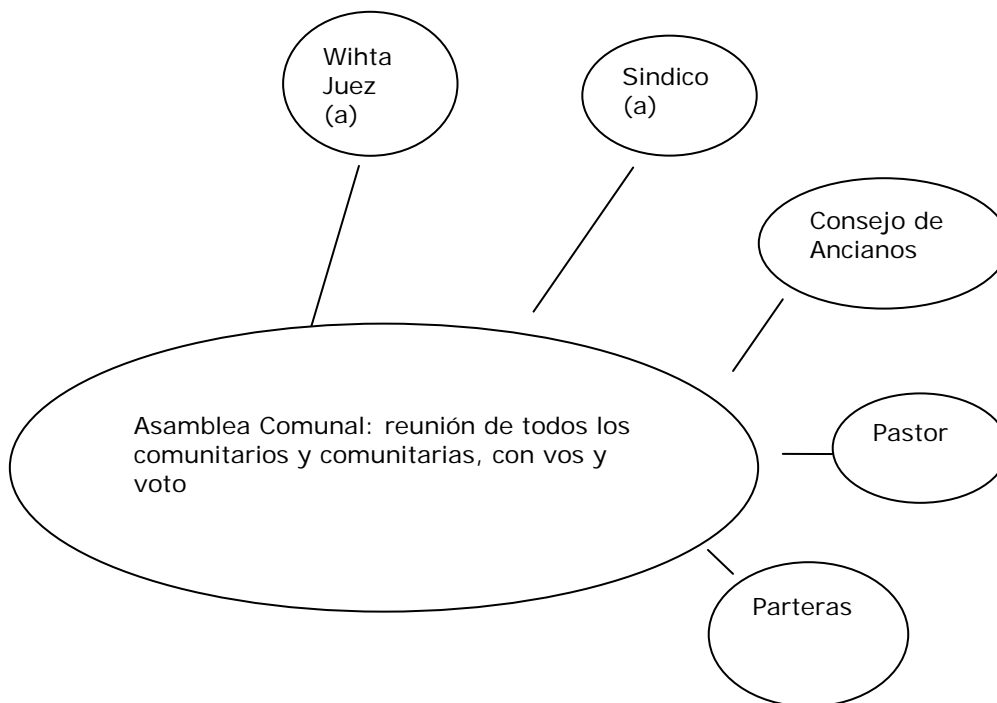 Wihta
Juez
(a)
Sindico
(a)
Consejo de
Ancianos
Asamblea Comunal: reunión de todos los
comunitarios y comunitarias, con vos y
voto
Pastor
Parteras